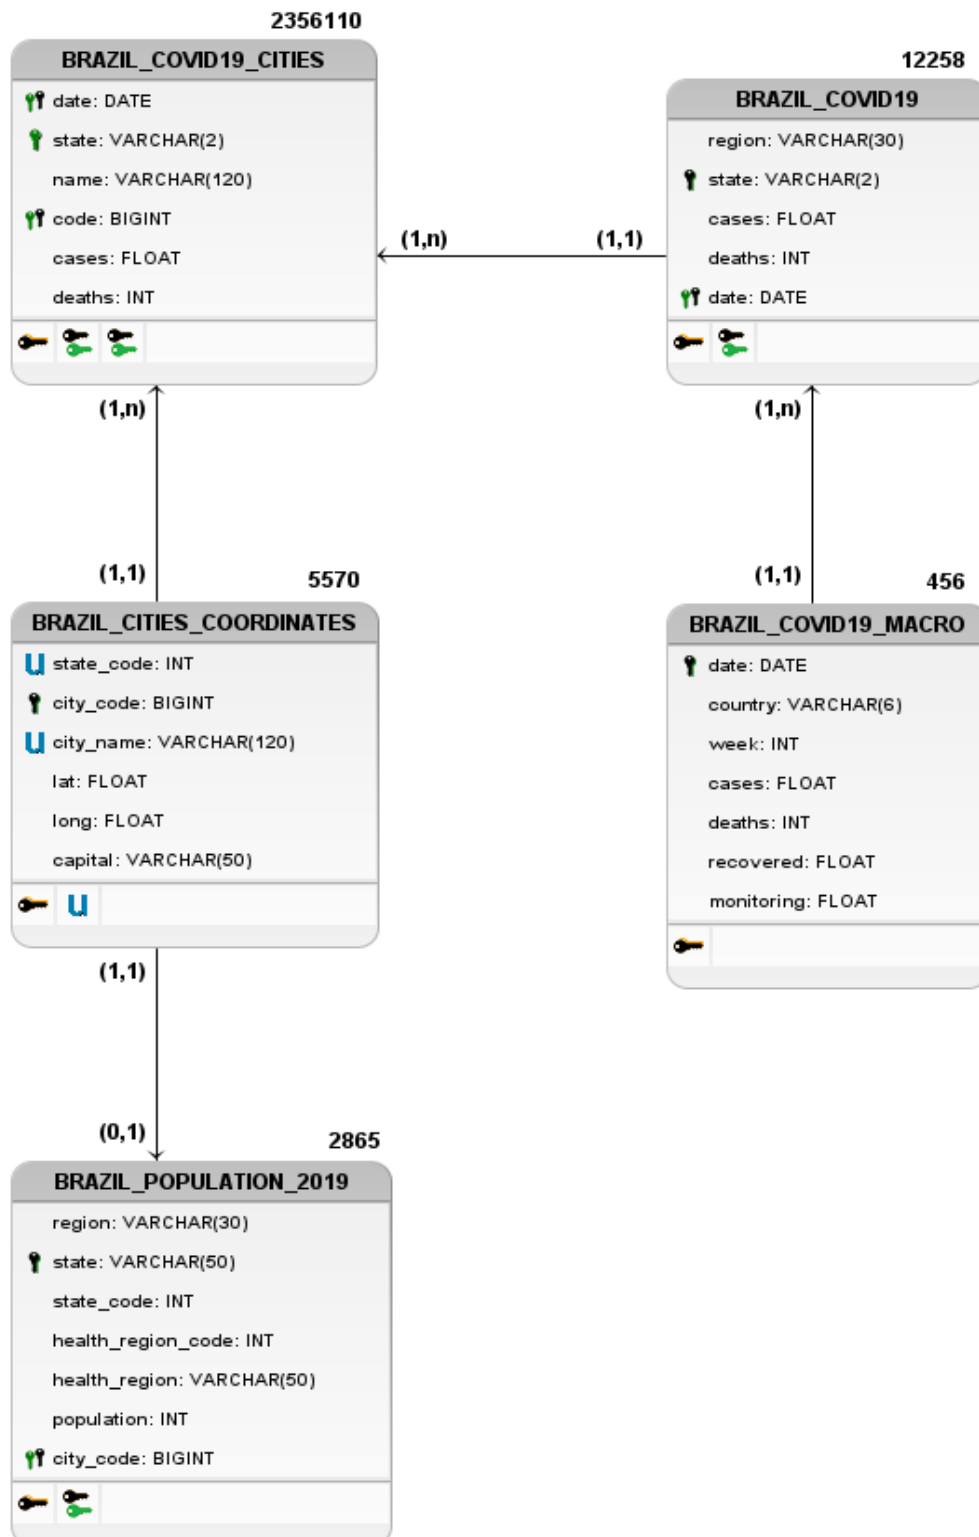 2356110
BRAZIL_COVID19_CITIES
date: DATE
state: VARCHAR(2)
name: VARCHAR(120)
code: BIGINT
cases: FLOAT
deaths: INT
12258
BRAZIL_COVID19
region: VARCHAR(30)
state: VARCHAR(2)
cases: FLOAT
deaths: INT
date: DATE
(1,n)
(1,1)
(1,n)
(1,1)
(1,n)
(1,1)
5570
BRAZIL_CITIES_COORDINATES
U state_code: INT
city_code: BIGINT
U city_name: VARCHAR(120)
lat: FLOAT
long: FLOAT
capital: VARCHAR(50)
U
456
BRAZIL_COVID19_MACRO
date: DATE
country: VARCHAR(6)
week: INT
cases: FLOAT
deaths: INT
recovered: FLOAT
monitoring: FLOAT
(1,1)
(0,1)
2865
BRAZIL_POPULATION_2019
region: VARCHAR(30)
state: VARCHAR(50)
state_code: INT
health_region_code: INT
health_region: VARCHAR(50)
population: INT
city_code: BIGINT